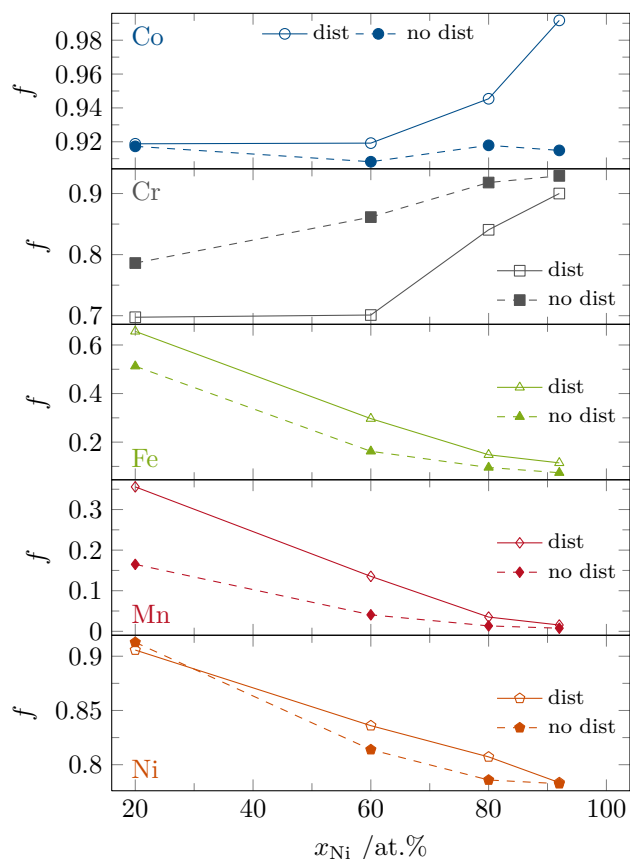 Co
dist
no dist
0.98
0.96
0.94
0.92
f
Cr
dist
no dist
0.9
0.8
0.7
f
Fe
dist
no dist
0.6
0.4
0.2
f
Mn
dist
no dist
0.3
0.2
0.1
0
f
Ni
dist
no dist
0.9
0.85
0.8
f
20 40 60 80 100
x_Ni /at.%